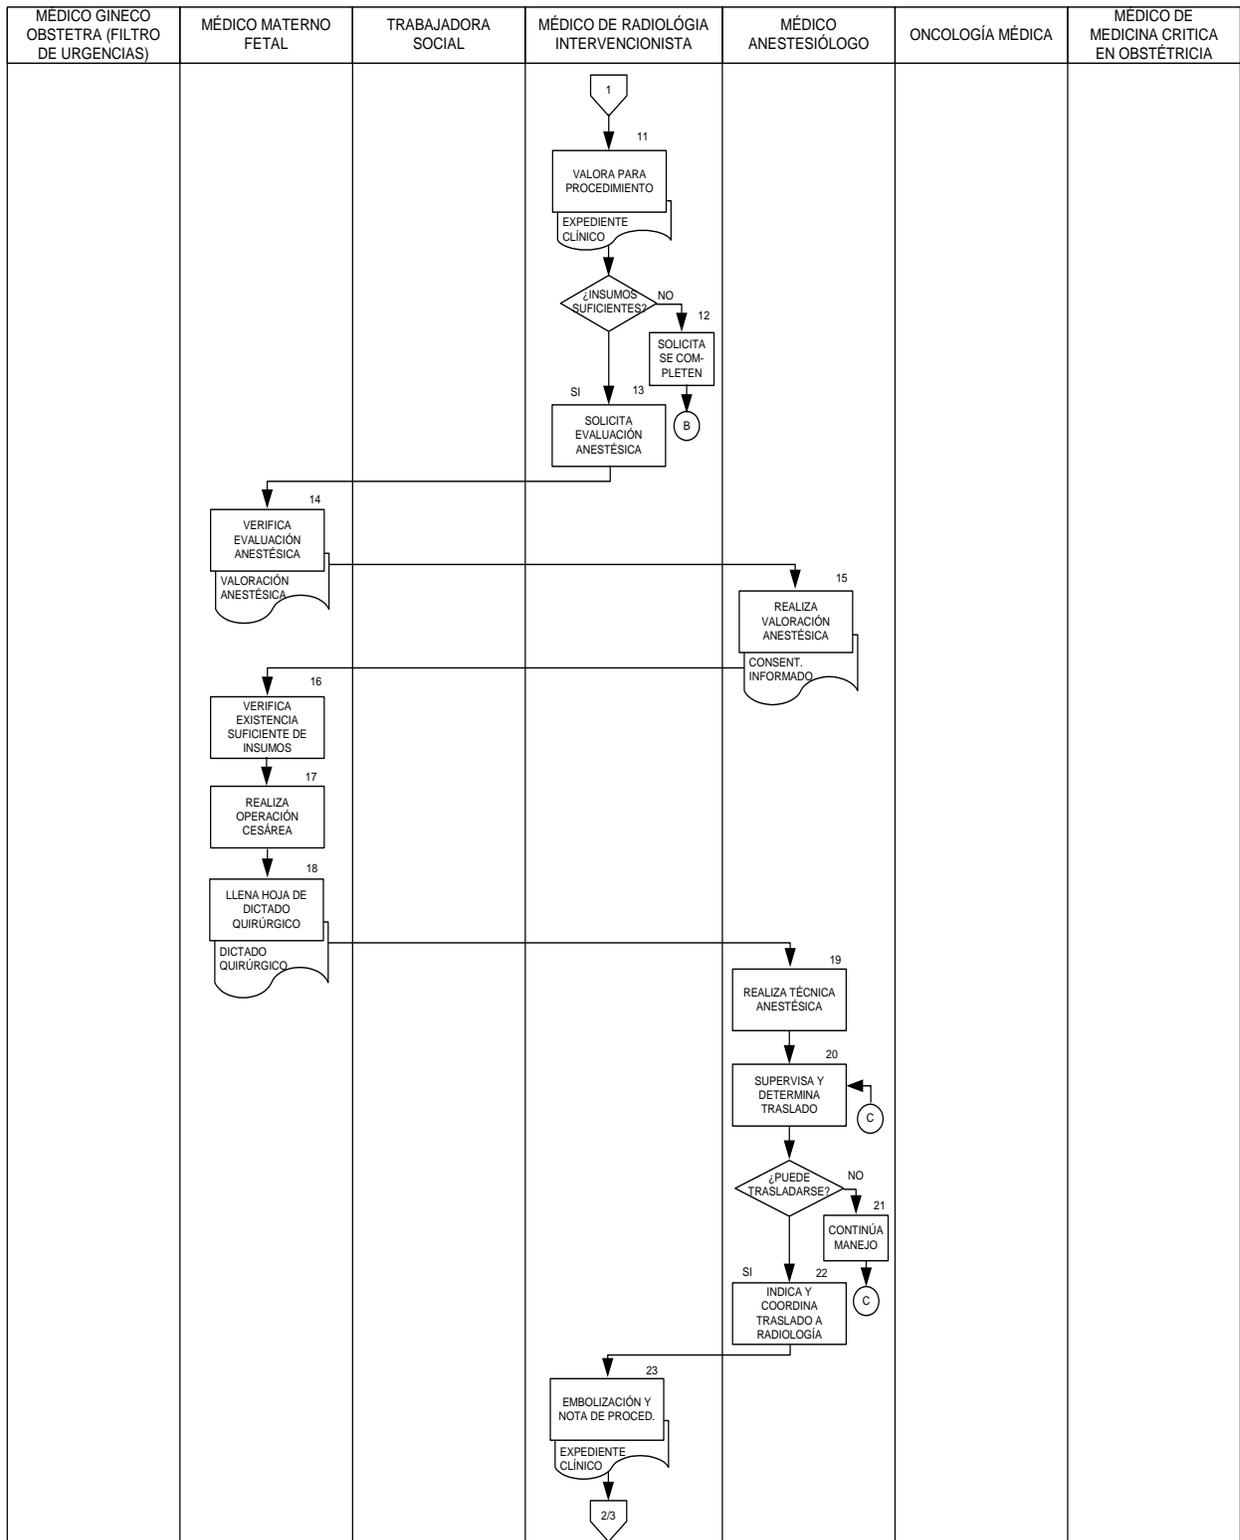 MÉDICO GINECO
OBSTETRA (FILTRO
DE URGENCIAS)
MÉDICO MATERNO
FETAL
TRABAJADORA
SOCIAL
MÉDICO DE RADIOLÓGIA
INTERVENCIONISTA
MÉDICO
ANESTESIÓLOGO
ONCOLOGÍA MÉDICA
MÉDICO DE
MEDICINA CRITICA
EN OBSTÉTRICIA
1
11
VALORA PARA
PROCEDIMIENTO
EXPEDIENTE
CLÍNICO
¿INSUMOS
SUFICIENTES?
NO
12
SOLICITA
SE COM-
PLETEN
B
SI
13
SOLICITA
EVALUACIÓN
ANESTÉSICA
14
VERIFICA
EVALUACIÓN
ANESTÉSICA
VALORACIÓN
ANESTÉSICA
15
REALIZA
VALORACIÓN
ANESTÉSICA
CONSENT.
INFORMADO
16
VERIFICA
EXISTENCIA
SUFICIENTE DE
INSUMOS
17
REALIZA
OPERACIÓN
CESÁREA
18
LLENA HOJA DE
DICTADO
QUIRÚRGICO
DICTADO
QUIRÚRGICO
19
REALIZA TÉCNICA
ANESTÉSICA
20
SUPERVISA Y
DETERMINA
TRASLADO
C
¿PUEDE
TRASLADARSE?
NO
21
CONTINÚA
MANEJO
C
SI
22
INDICA Y
COORDINA
TRASLADO A
RADIOLOGÍA
23
EMBOLIZACIÓN Y
NOTA DE PROCED.
EXPEDIENTE
CLÍNICO
2/3